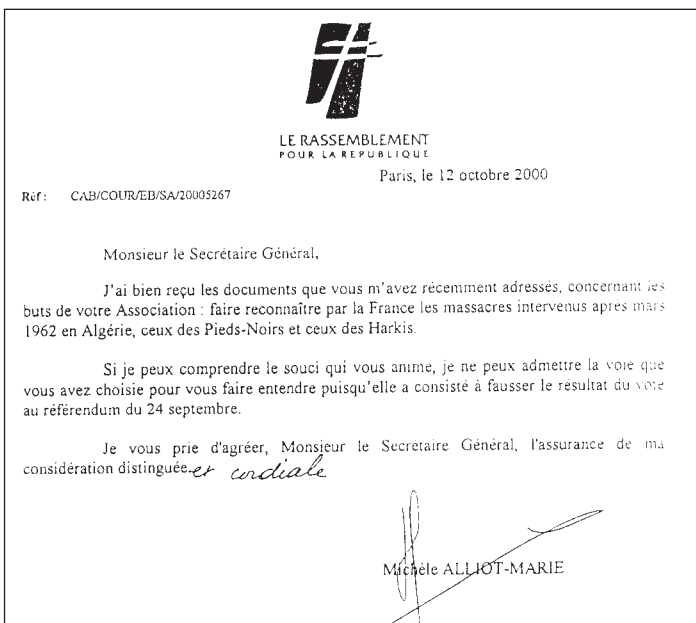 LE RASSEMBLEMENT
POUR LA REPUBLIQUE
Paris, le 12 octobre 2000
Réf : CAB/COUR/EB/SA/20005267
Monsieur le Secrétaire Général,
J'ai bien reçu les documents que vous m'avez récemment adressés, concernant les
buts de votre Association : faire reconnaître par la France les massacres intervenus après mars
1962 en Algérie, ceux des Pieds-Noirs et ceux des Harkis.
Si je peux comprendre le souci qui vous anime, je ne peux admettre la voie que
vous avez choisie pour vous faire entendre puisqu'elle a consisté à fausser le résultat du vote
au référendum du 24 septembre.
Je vous prie d'agréer, Monsieur le Secrétaire Général, l'assurance de ma
considération distinguée. et cordiale
Michèle ALLIOT-MARIE